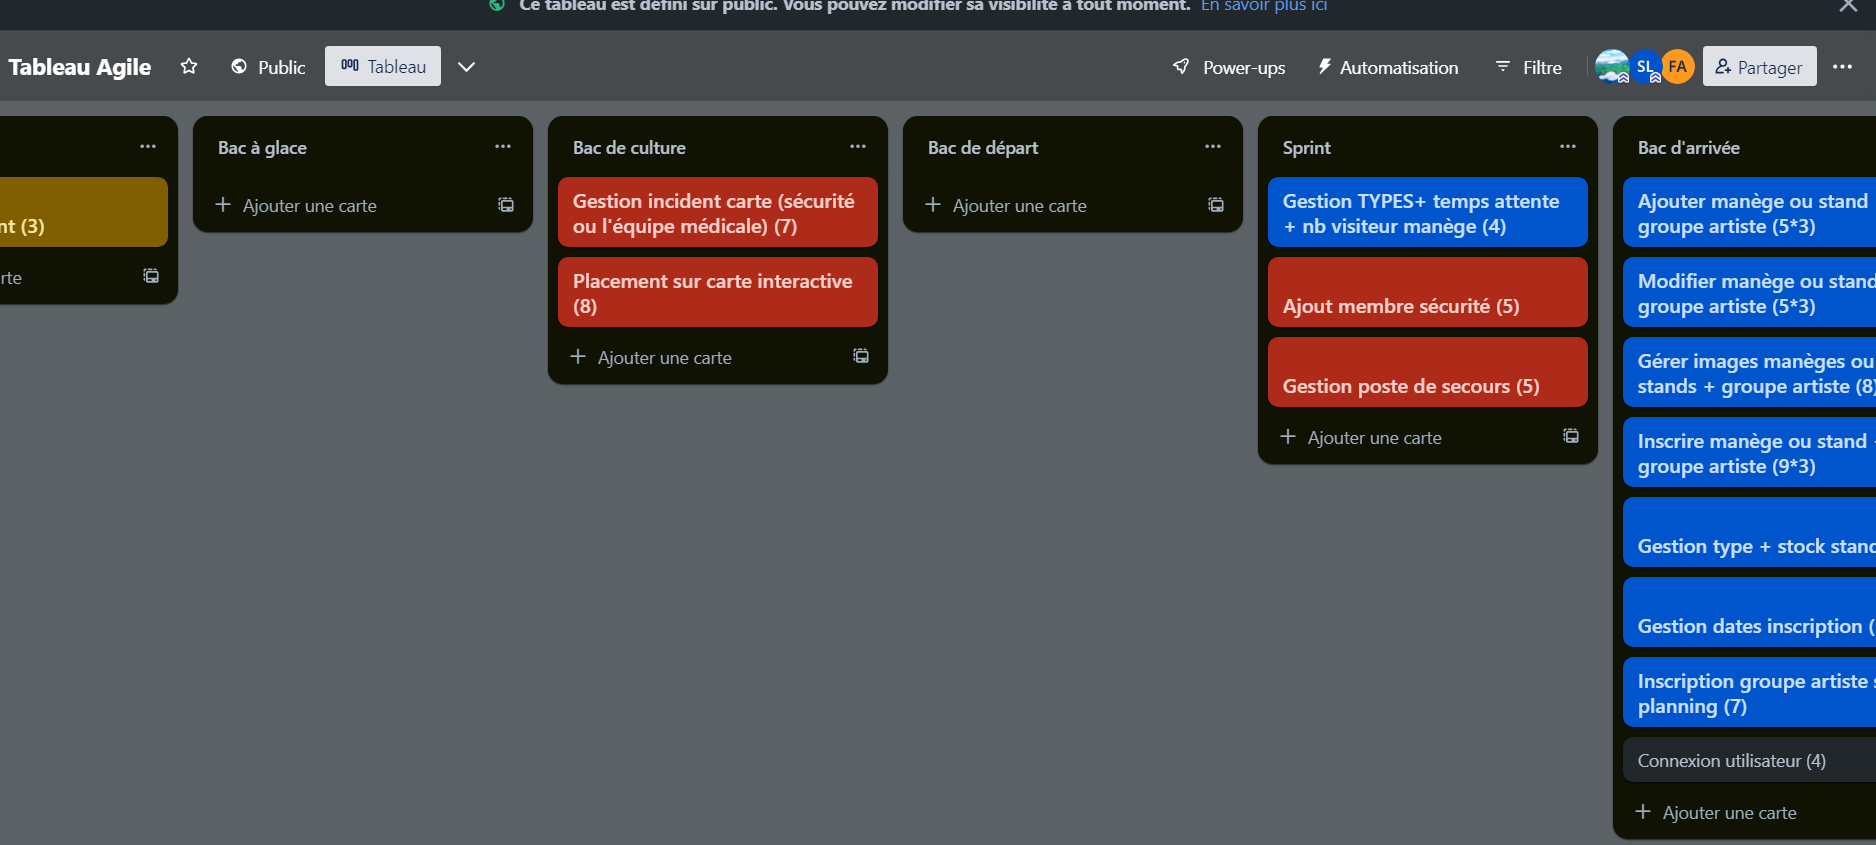 Ce tableau est défini sur public. Vous pouvez modifier sa visibilité à tout moment. En savoir plus ici
Tableau Agile
Public
Tableau
Power-ups
Automatisation
Filtre
SL
FA
Partager
nt (3)
rte
Bac à glace
Ajouter une carte
Bac de culture
Gestion incident carte (sécurité
ou l'équipe médicale) (7)
Placement sur carte interactive
(8)
Ajouter une carte
Bac de départ
Ajouter une carte
Sprint
Gestion TYPES+ temps attente
+ nb visiteur manège (4)
Ajout membre sécurité (5)
Gestion poste de secours (5)
Ajouter une carte
Bac d'arrivée
Ajouter manège ou stand
groupe artiste (5*3)
Modifier manège ou stand
groupe artiste (5*3)
Gérer images manèges ou
stands + groupe artiste (8)
Inscrire manège ou stand
groupe artiste (9*3)
Gestion type + stock stand
Gestion dates inscription (
Inscription groupe artiste s
planning (7)
Connexion utilisateur (4)
Ajouter une carte